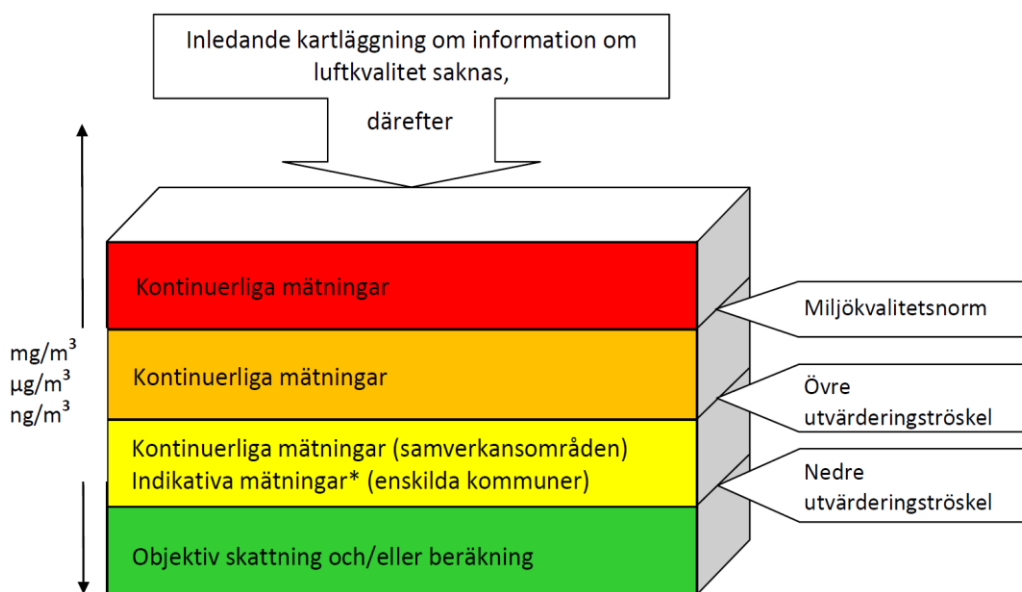 Inledande kartläggning om information om
luftkvalitet saknas,
därefter
Kontinuerliga mätningar
Miljökvalitetsnorm
mg/m³
µg/m³
ng/m³
Kontinuerliga mätningar
Övre
utvärderingströskel
Kontinuerliga mätningar (samverkansområden)
Indikativa mätningar* (enskilda kommuner)
Nedre
utvärderingströskel
Objektiv skattning och/eller beräkning